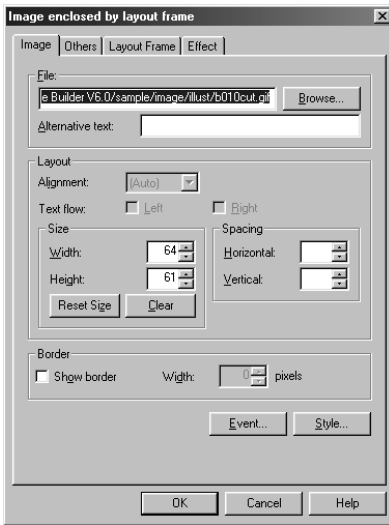 Image enclosed by layout frame
Image Others Layout Frame Effect
File:
e Builder V6.0/sample/image/illust/b010cut.gif Browse...
Alternative text:
Layout
Alignment: (Auto)
Text flow: Left Right
Size Spacing
Width: 64 Horizontal:
Height: 61 Vertical:
Reset Size Clear
Border
Show border Width: 0 pixels
Event... Style...
OK Cancel Help